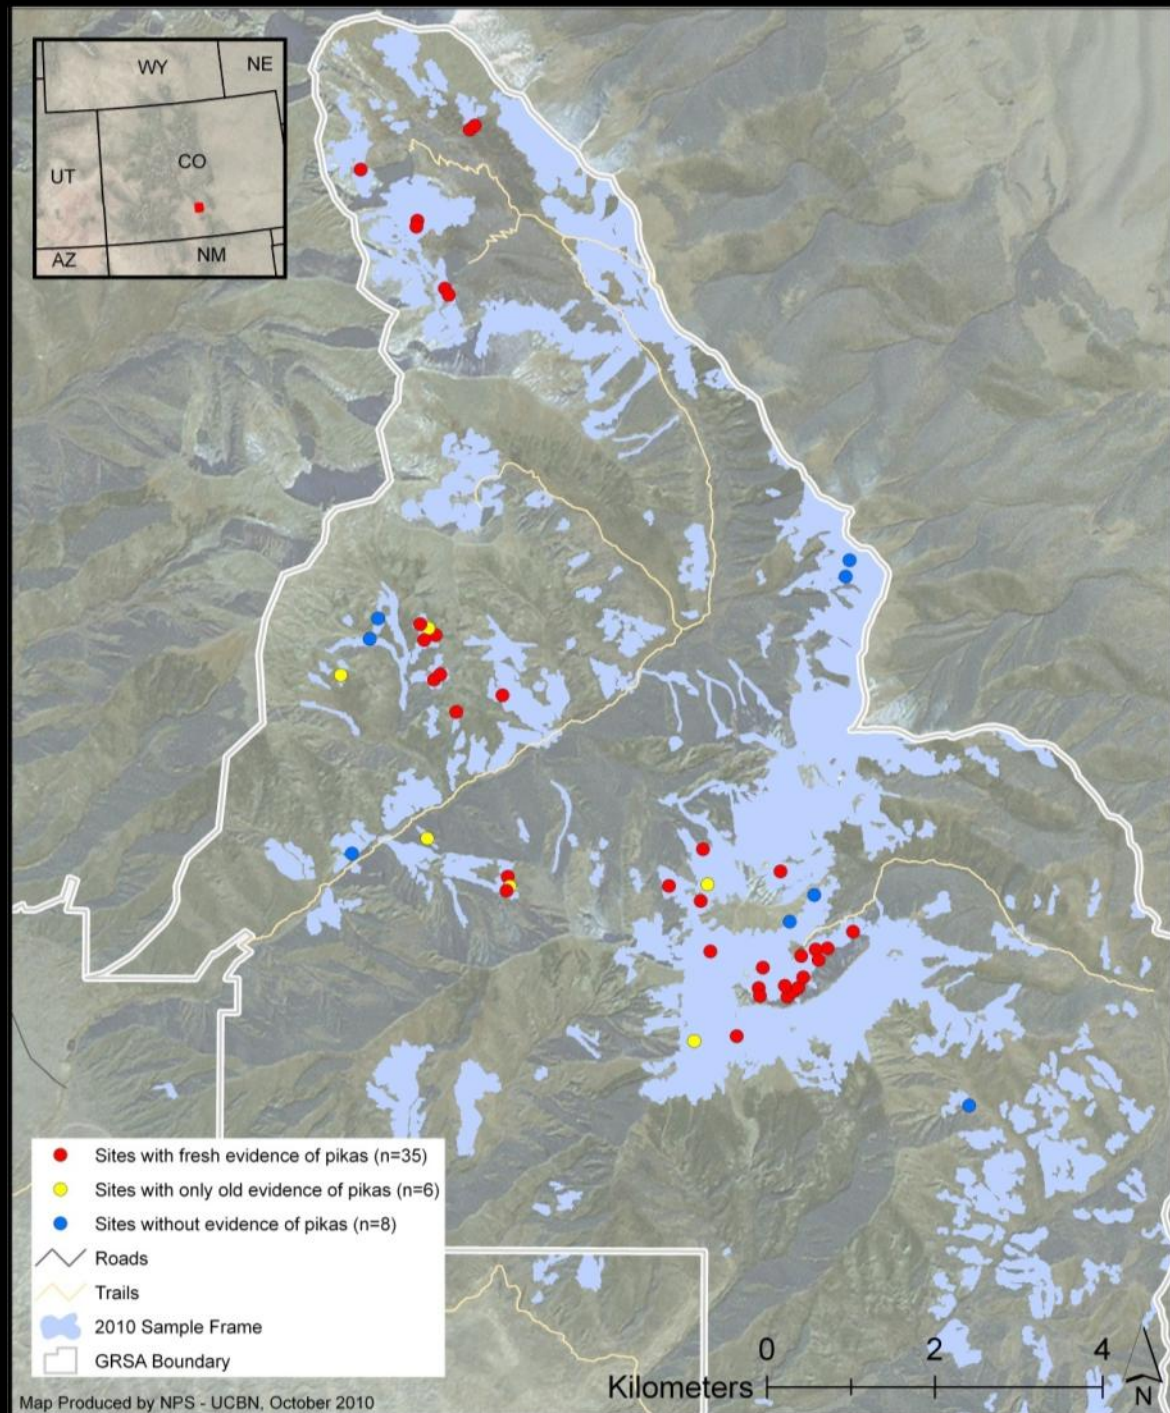 WY
NE
CO
UT
AZ
NM
Sites with fresh evidence of pikas (n=35)
Sites with only old evidence of pikas (n=6)
Sites without evidence of pikas (n=8)
Roads
Trails
2010 Sample Frame
GRSA Boundary
0 2 4
Kilometers
N
Map Produced by NPS - UCBN, October 2010